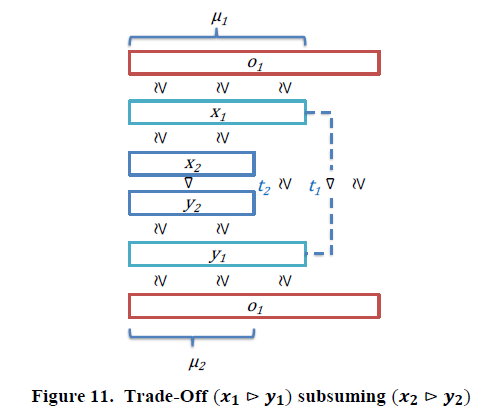 μ₁
o₁
≀V ≀V ≀V
x₁
≀V ≀V
x₂
∇ t₂ ≀V t₁ ∇ ≀V
y₂
≀V ≀V
y₁
≀V ≀V ≀V
o₁
μ₂
Figure 11. Trade-Off (x₁ ⊳ y₁) subsuming (x₂ ⊳ y₂)